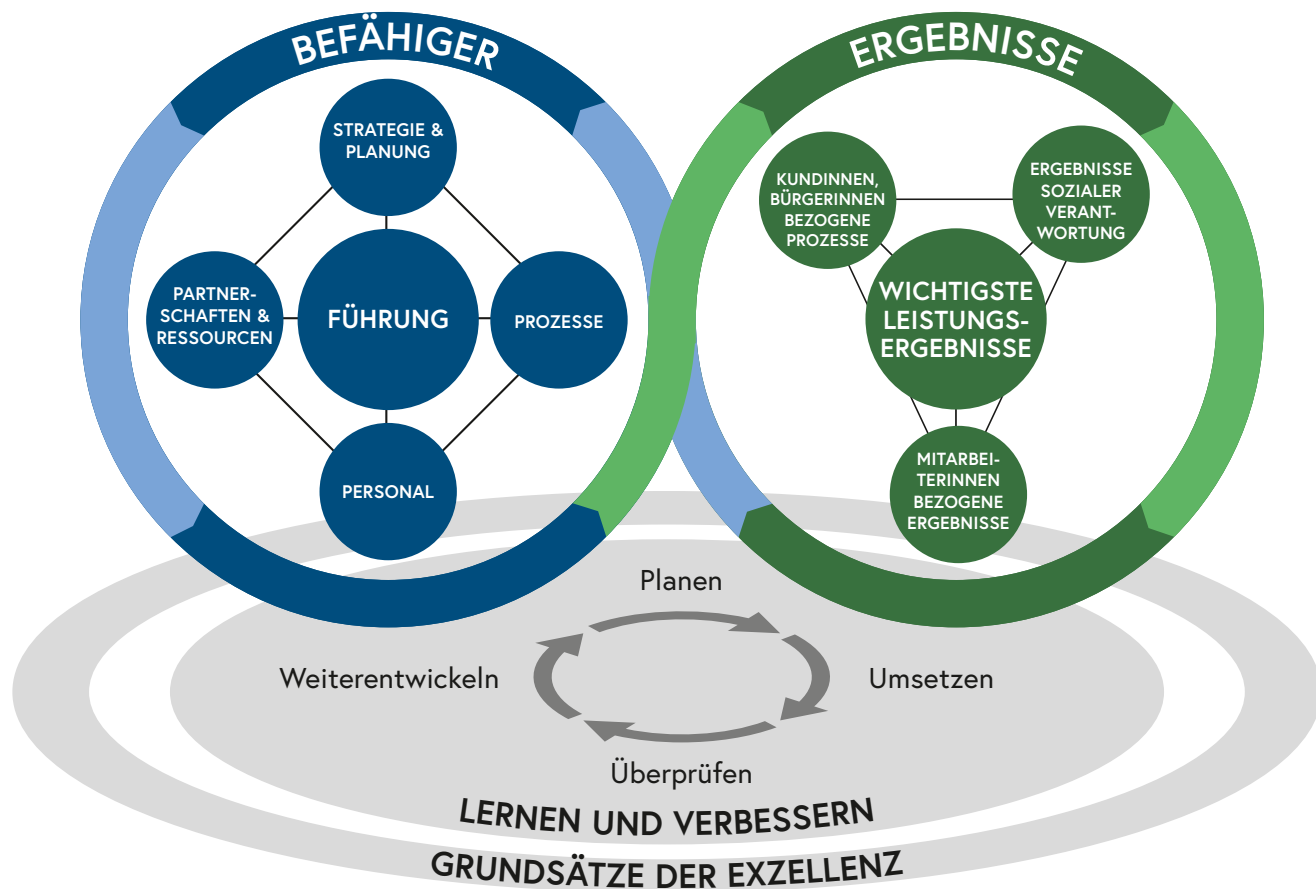 BEFÄHIGER
STRATEGIE &
PLANUNG
PARTNER-
SCHAFTEN &
RESSOURCEN
FÜHRUNG
PROZESSE
PERSONAL
ERGEBNISSE
KUNDINNEN,
BÜRGERINNEN
BEZOGENE
PROZESSE
ERGEBNISSE
SOZIALER
VERANT-
WORTUNG
WICHTIGSTE
LEISTUNGS-
ERGEBNISSE
MITARBEI-
TERINNEN
BEZOGENE
ERGEBNISSE
Planen
Weiterentwickeln
Umsetzen
Überprüfen
LERNEN UND VERBESSERN
GRUNDSÄTZE DER EXZELLENZ